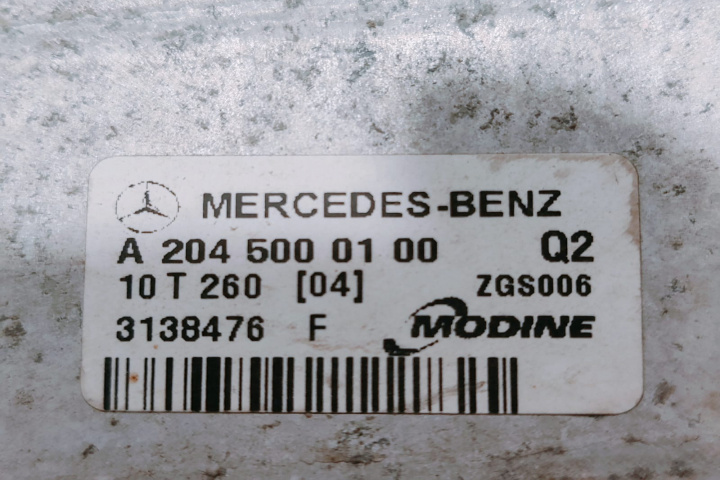 MERCEDES-BENZ
A 204 500 01 00 Q2
10 T 260 [04] ZGS006
3138476 F MODINE